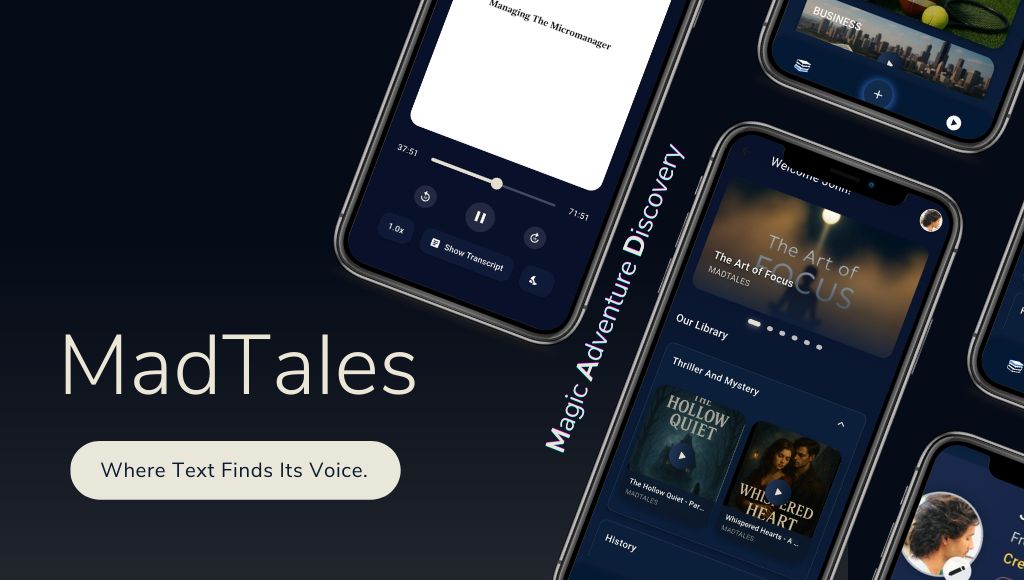 Managing The Micromanager
37:51
71:51
1.0x
Show Transcript
BUSINESS
MadTales
Where Text Finds Its Voice.
Magic Adventure Discovery
Welcome John!
The Art of
FOCUS
The Art of Focus
MADTALES
Our Library
Thriller And Mystery
THE
HOLLOW
QUIET
The Hollow Quiet - Par...
MADTALES
WHISPERED
HEART
Whispered Hearts - A ...
MADTALES
History